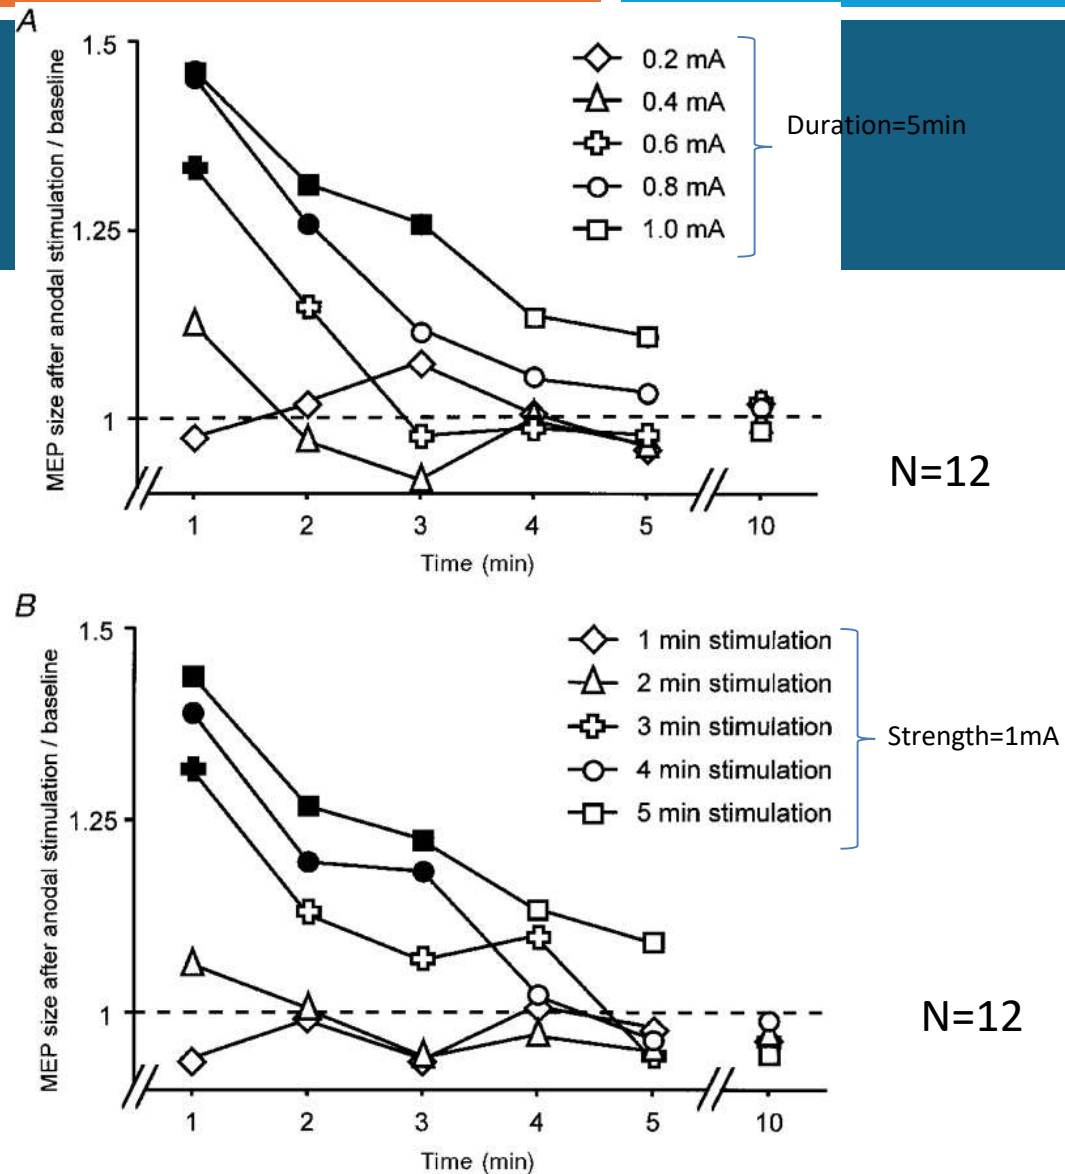 A
MEP size after anodal stimulation / baseline
1.5
1.25
1
0.2 mA
0.4 mA
0.6 mA
0.8 mA
1.0 mA
Duration=5min
N=12
1 2 3 4 5 10
Time (min)
B
MEP size after anodal stimulation / baseline
1.5
1.25
1
1 min stimulation
2 min stimulation
3 min stimulation
4 min stimulation
5 min stimulation
Strength=1mA
N=12
1 2 3 4 5 10
Time (min)